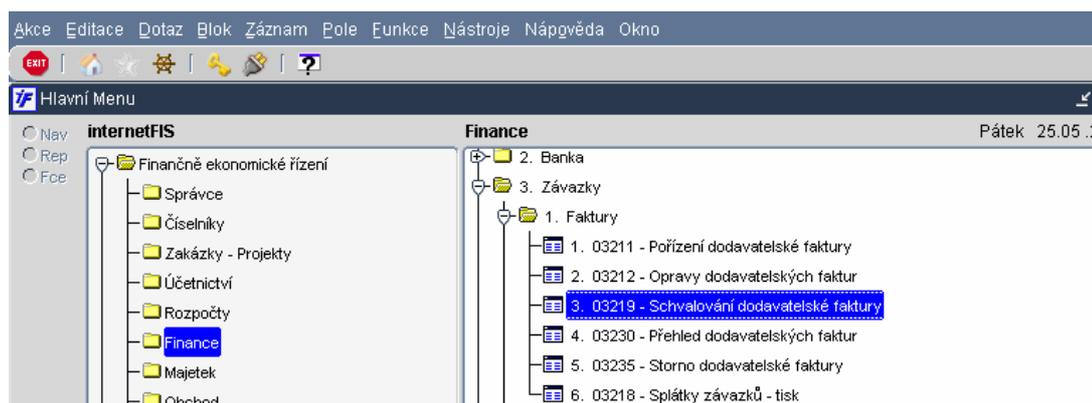 Akce Editace Dotaz Blok Záznam Pole Funkce Nástroje Nápověda Okno
EXIT
Hlavní Menu
Nav
Rep
Fce
internetFIS
Finančně ekonomické řízení
Správce
Číselníky
Zakázky - Projekty
Účetnictví
Rozpočty
Finance
Majetek
Obchod
Finance
Pátek 25.05.
2. Banka
3. Závazky
1. Faktury
1. 03211 - Pořízení dodavatelské faktury
2. 03212 - Opravy dodavatelských faktur
3. 03219 - Schvalování dodavatelské faktury
4. 03230 - Přehled dodavatelských faktur
5. 03235 - Storno dodavatelské faktury
6. 03218 - Splátky závazků - tisk